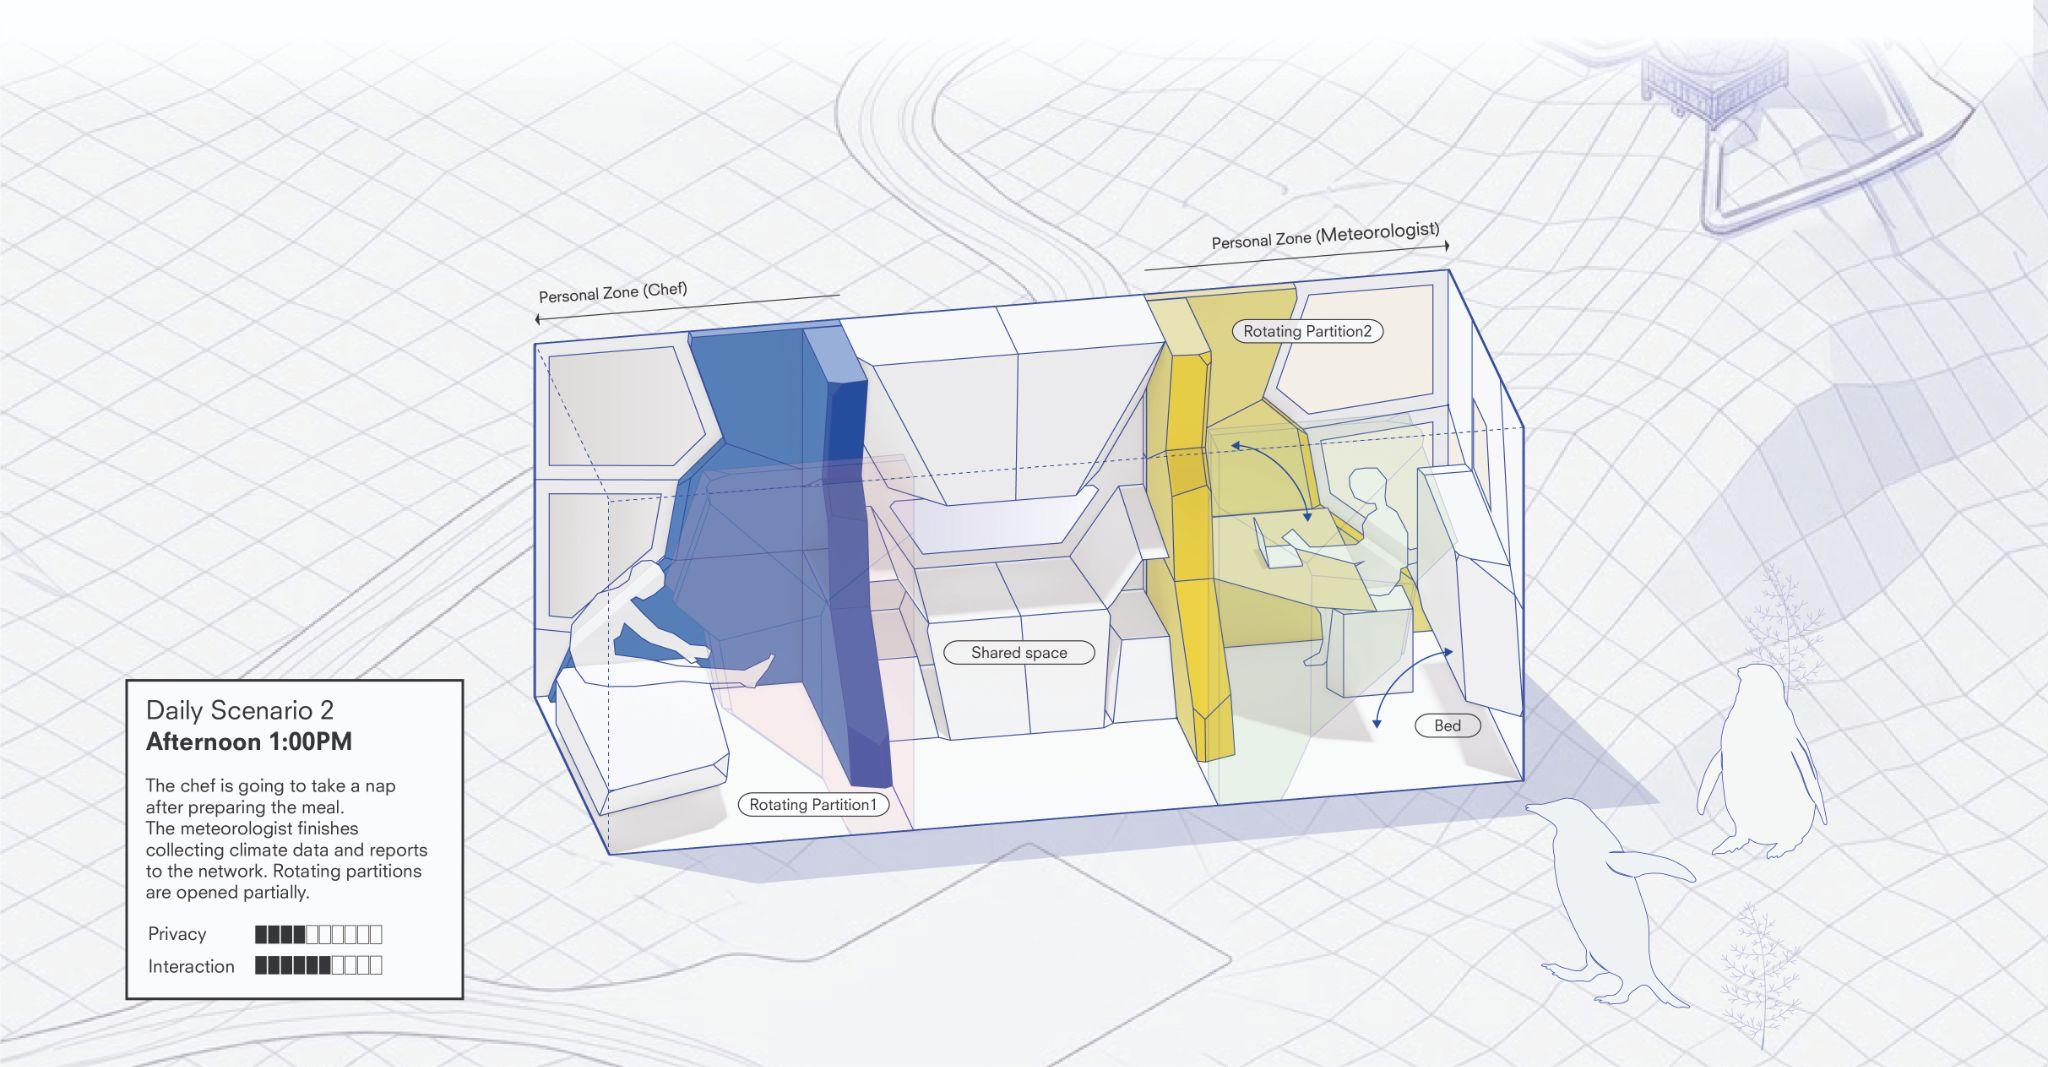 Personal Zone (Meteorologist)
Personal Zone (Chef)
Rotating Partition2
Shared space
Bed
Rotating Partition1
Daily Scenario 2
Afternoon 1:00PM
The chef is going to take a nap
after preparing the meal.
The meteorologist finishes
collecting climate data and reports
to the network. Rotating partitions
are opened partially.
Privacy
Interaction